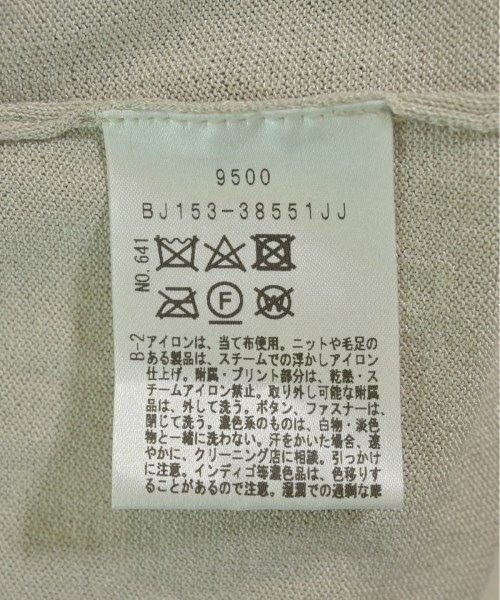 9500
BJ153-38551JJ
NO.641
F
W
B-2
アイロンは、当て布使用。ニットや毛足の
ある製品は、スチームでの浮かしアイロン
仕上げ。附属・プリント部分は、乾熱・ス
チームアイロン禁止。取り外し可能な附属
品は、外して洗う。ボタン、ファスナーは、
閉じて洗う。濃色系のものは、白物・淡色
物と一緒に洗わない。汗をかいた場合、速
やかに、クリーニング店に相談。引っかけ
に注意。インディゴ等濃色品は、色移りす
ることがあるので注意。湿潤での過剰な摩